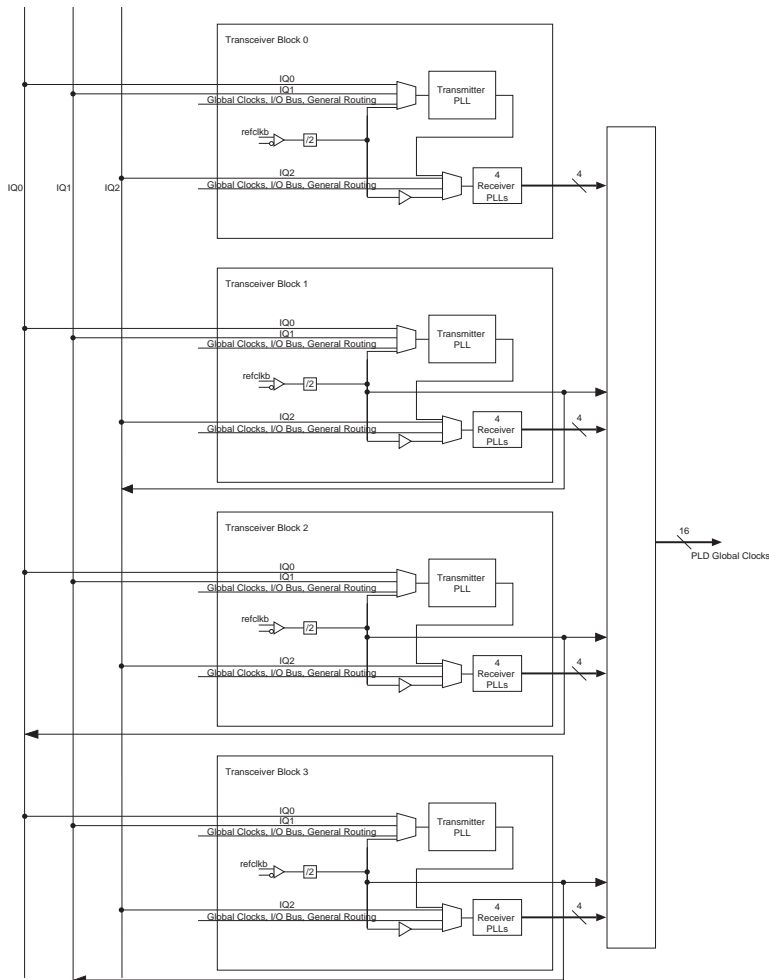 Transceiver Block 0
IQ0
IQ1
Global Clocks, I/O Bus, General Routing
Transmitter
PLL
refclkb
/2
IQ2
Global Clocks, I/O Bus, General Routing
4
Receiver
PLLs
4
IQ0
IQ1
IQ2
Transceiver Block 1
IQ0
IQ1
Global Clocks, I/O Bus, General Routing
Transmitter
PLL
refclkb
/2
IQ2
Global Clocks, I/O Bus, General Routing
4
Receiver
PLLs
4
Transceiver Block 2
IQ0
IQ1
Global Clocks, I/O Bus, General Routing
Transmitter
PLL
refclkb
/2
IQ2
Global Clocks, I/O Bus, General Routing
4
Receiver
PLLs
4
16
PLD Global Clocks
Transceiver Block 3
IQ0
IQ1
Global Clocks, I/O Bus, General Routing
Transmitter
PLL
refclkb
/2
IQ2
Global Clocks, I/O Bus, General Routing
4
Receiver
PLLs
4